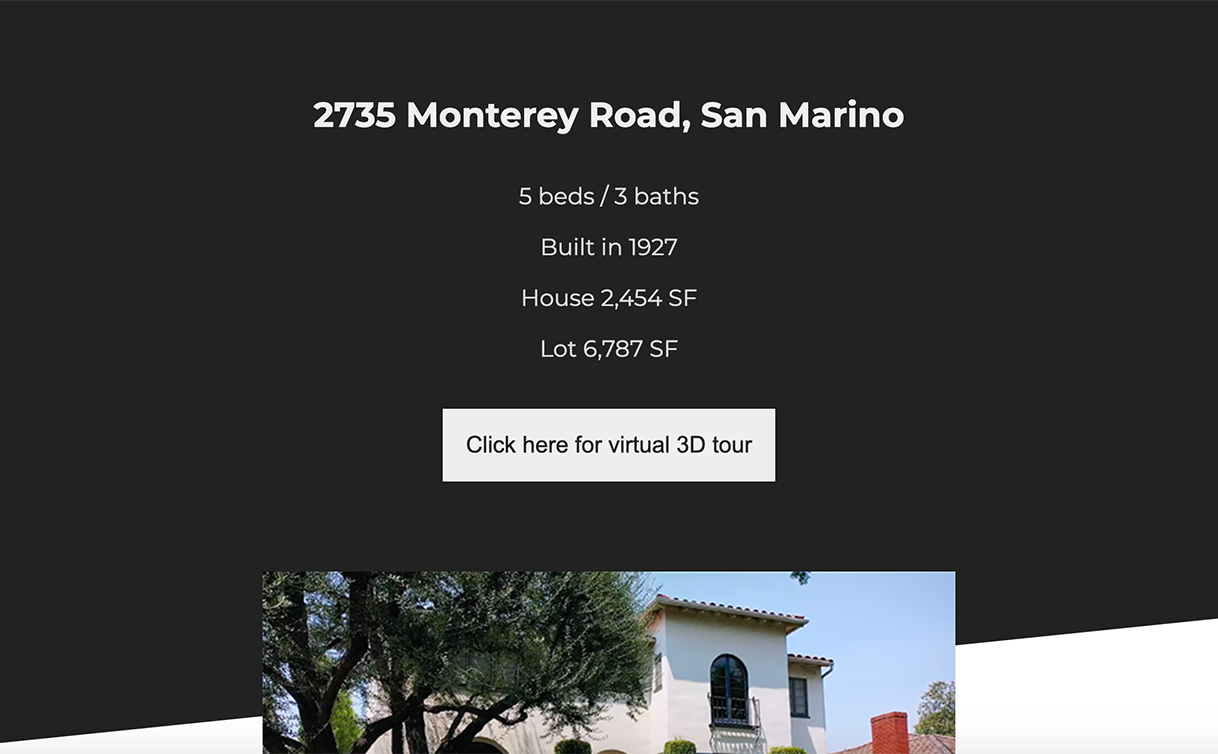 2735 Monterey Road, San Marino
5 beds / 3 baths
Built in 1927
House 2,454 SF
Lot 6,787 SF
Click here for virtual 3D tour